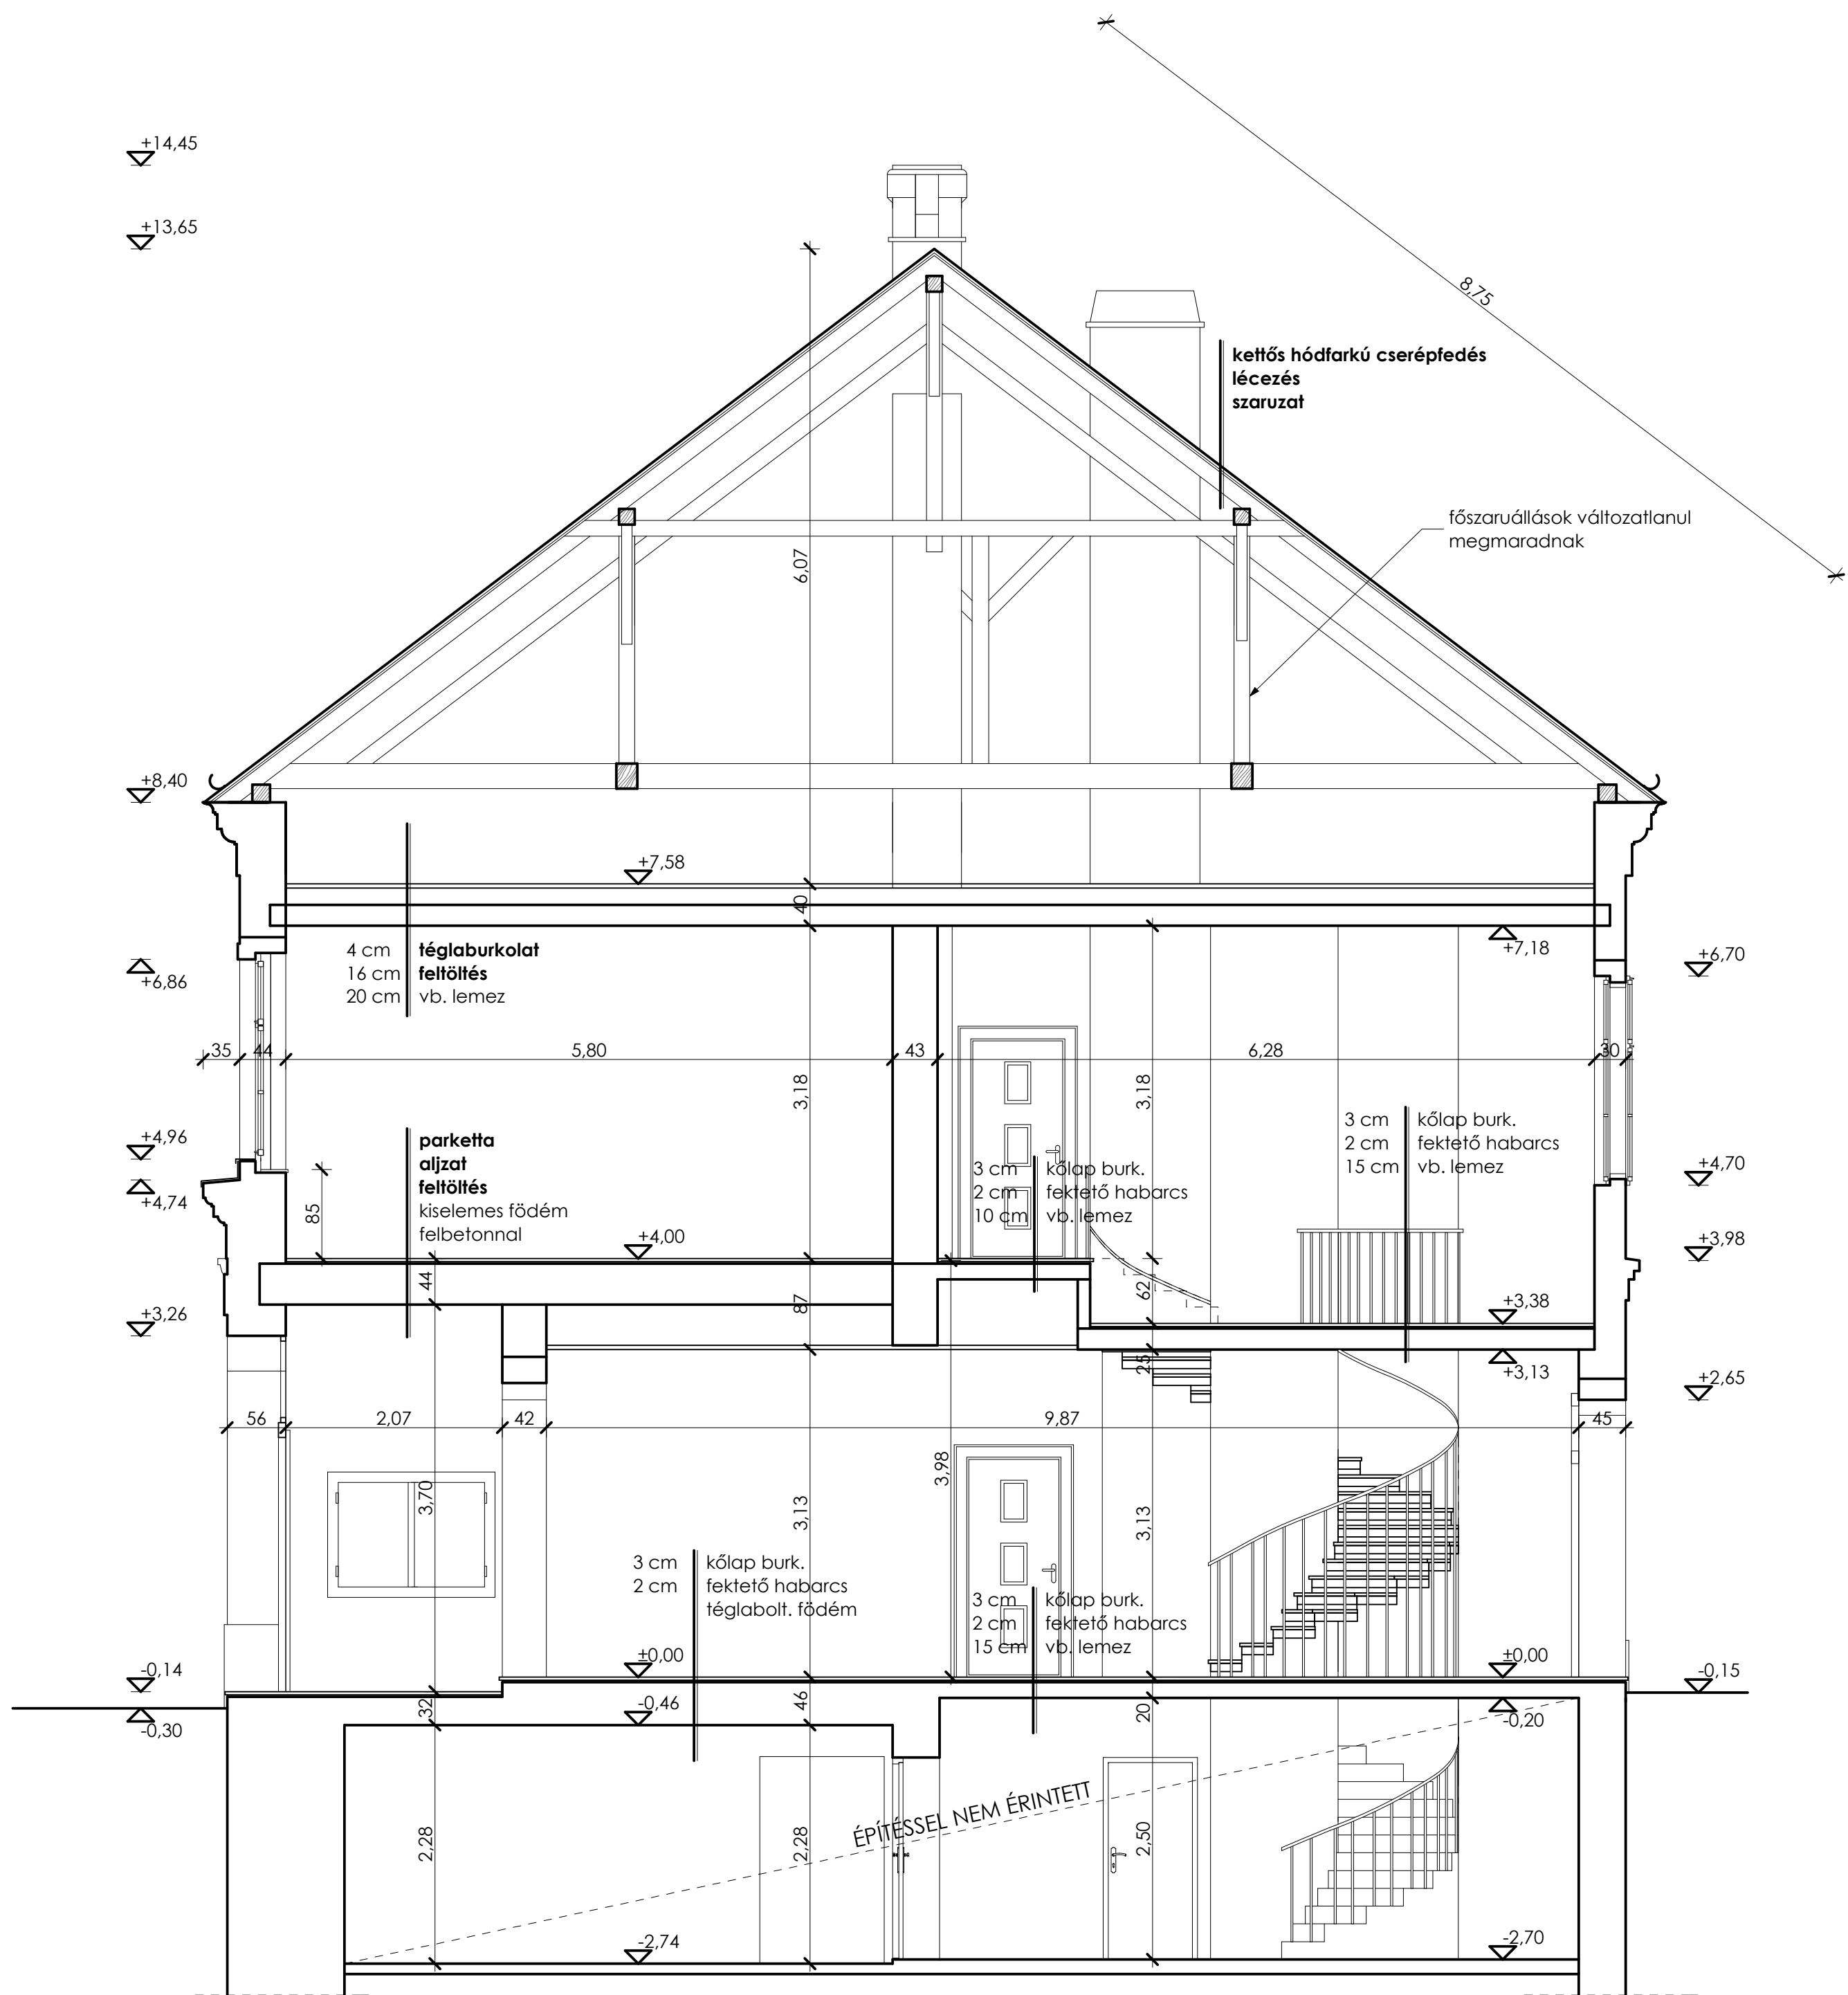 +14,45
+13,65
8,75
kettős hódfarkú cserépfedés
lécezés
szaruzat
főszaruállások változatlanul
megmaradnak
6,07
+8,40
+7,58
40
4 cm téglaburkolat
16 cm feltöltés
20 cm vb. lemez
+7,18
+6,86
+6,70
35
44
5,80
43
6,28
30
3,18
3,18
+4,96
parketta
aljzat
feltöltés
kiselemes födém
felbetonnal
3 cm kőlap burk.
2 cm fektető habarcs
15 cm vb. lemez
3 cm kőlap burk.
2 cm fektető habarcs
10 cm vb. lemez
+4,74
+4,70
85
+4,00
+3,98
44
87
62
+3,26
+3,38
25
+3,13
+2,65
56
2,07
42
9,87
45
3,98
3,70
3,13
3,13
3 cm kőlap burk.
2 cm fektető habarcs
téglabolt. födém
3 cm kőlap burk.
2 cm fektető habarcs
15 cm vb. lemez
±0,00
±0,00
-0,14
-0,15
32
-0,46
46
20
-0,20
-0,30
ÉPÍTÉSSEL NEM ÉRINTETT
2,28
2,28
2,50
-2,74
-2,70